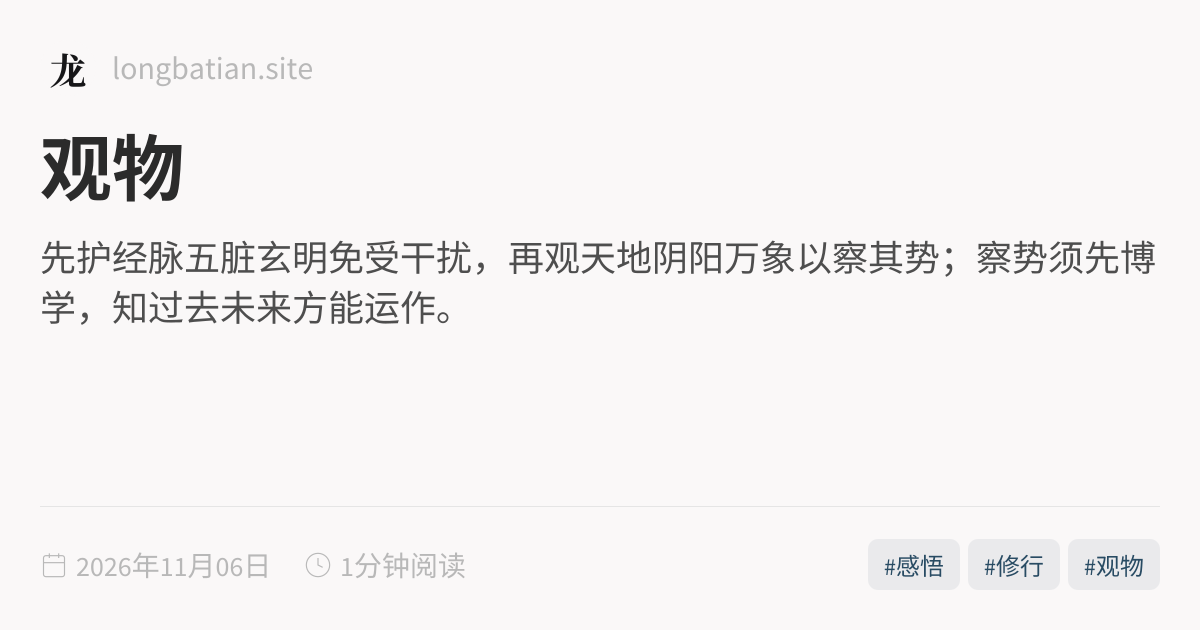 龙 longbatian.site
观物
先护经脉五脏玄明免受干扰，再观天地阴阳万象以察其势；察势须先博
学，知过去未来方能运作。
2026年11月06日 1分钟阅读 #感悟 #修行 #观物